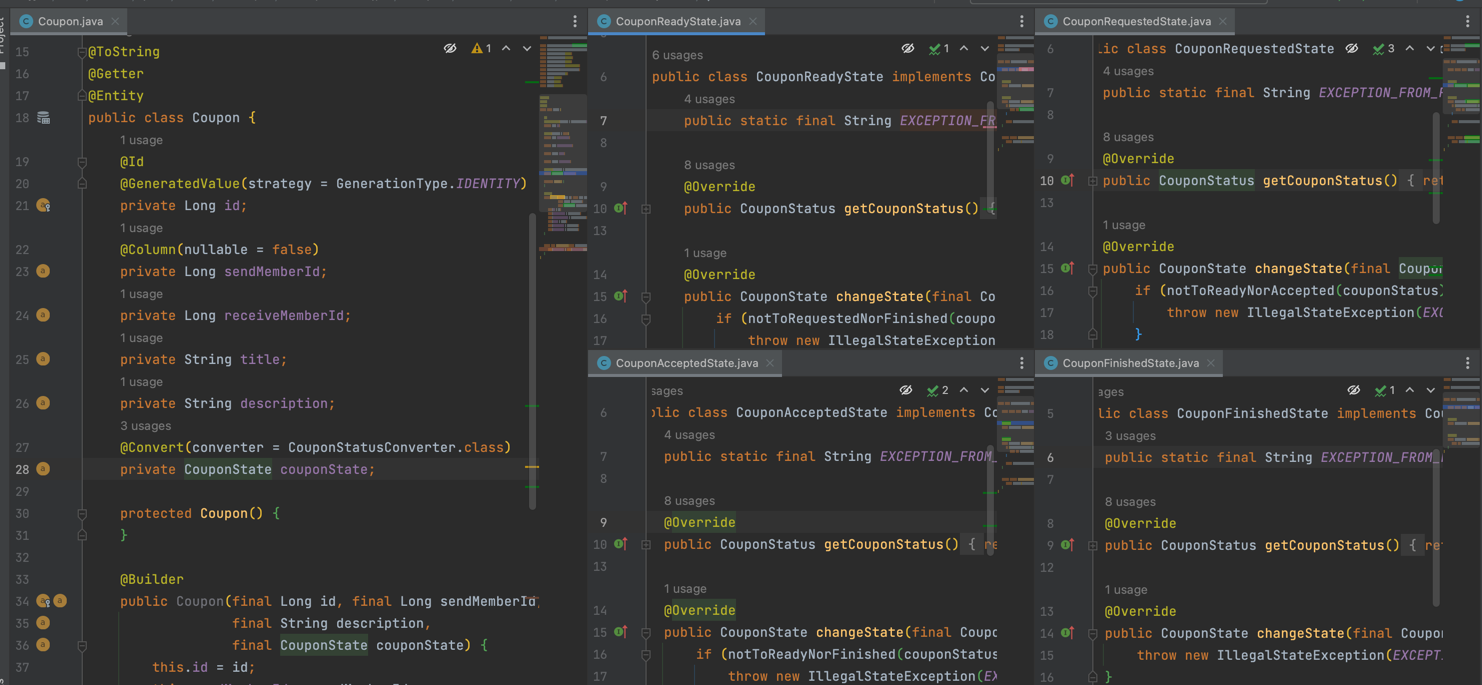 Coupon.java
1
15 @ToString
16 @Getter
17 @Entity
18 public class Coupon {
1 usage
19 @Id
20 @GeneratedValue(strategy = GenerationType.IDENTITY)
21 private Long id;
1 usage
22 @Column(nullable = false)
23 private Long sendMemberId;
1 usage
24 private Long receiveMemberId;
1 usage
25 private String title;
1 usage
26 private String description;
3 usages
27 @Convert(converter = CouponStatusConverter.class)
28 private CouponState couponState;
29
30 protected Coupon() {
31 }
32
33 @Builder
34 public Coupon(final Long id, final Long sendMemberId,
35 final String description,
36 final CouponState couponState) {
37 this.id = id;
CouponReadyState.java
1
6 usages
6 public class CouponReadyState implements Co
4 usages
7 public static final String EXCEPTION_FR
8
8 usages
9 @Override
10 public CouponStatus getCouponStatus() {
13
1 usage
14 @Override
15 public CouponState changeState(final Co
16 if (notToRequestedNorFinished(coupo
17 throw new IllegalStateException
CouponRequestedState.java
3
6 lic class CouponRequestedState
4 usages
7 public static final String EXCEPTION_FROM_
8
8 usages
9 @Override
10 public CouponStatus getCouponStatus() { ret
13
1 usage
14 @Override
15 public CouponState changeState(final Coupon
16 if (notToReadyNorAccepted(couponStatus)
17 throw new IllegalStateException(EXC
18 }
CouponAcceptedState.java
2
sages
6 lic class CouponAcceptedState implements Co
4 usages
7 public static final String EXCEPTION_FROM_
8
8 usages
9 @Override
10 public CouponStatus getCouponStatus() { re
13
1 usage
14 @Override
15 public CouponState changeState(final Coupo
16 if (notToReadyNorFinished(couponStatus
17 throw new IllegalStateException(EX
CouponFinishedState.java
1
ages
5 lic class CouponFinishedState implements Cou
3 usages
6 public static final String EXCEPTION_FROM_
7
8 usages
8 @Override
9 public CouponStatus getCouponStatus() { ret
12
1 usage
13 @Override
14 public CouponState changeState(final Coupon
15 throw new IllegalStateException(EXCEPT
16 }